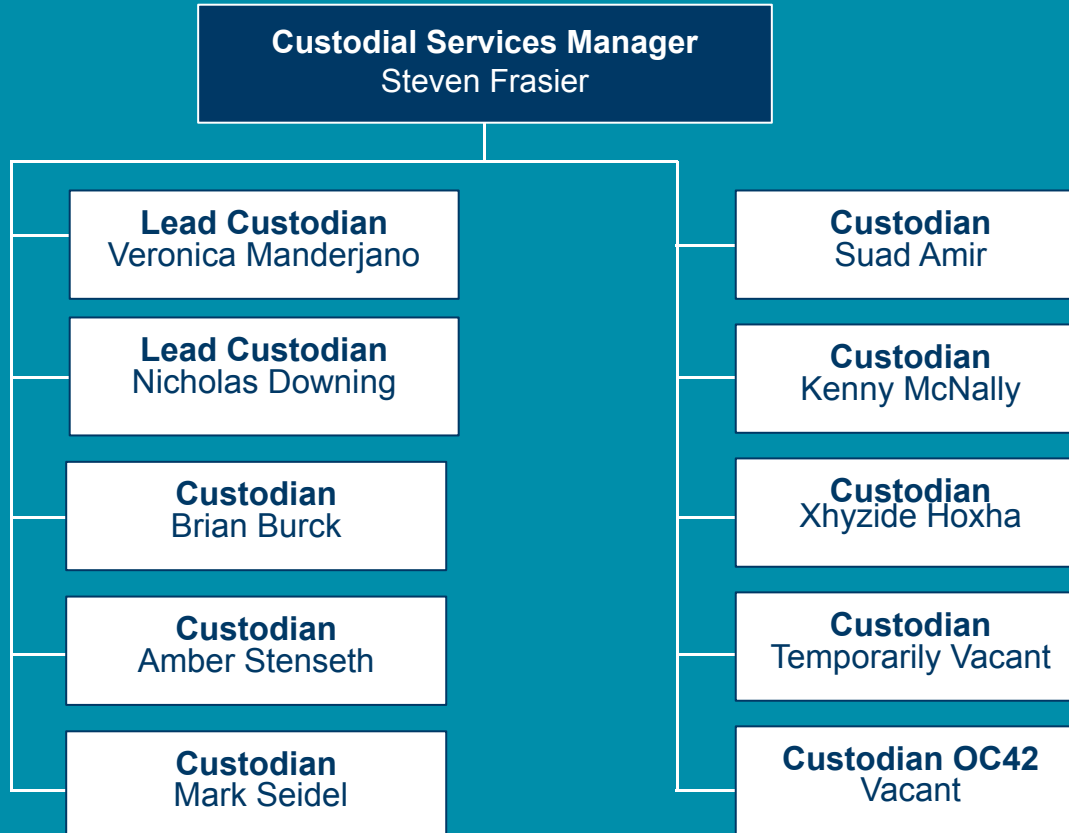 Custodial Services Manager
Steven Frasier
Lead Custodian
Veronica Manderjano
Lead Custodian
Nicholas Downing
Custodian
Brian Burck
Custodian
Amber Stenseth
Custodian
Mark Seidel
Custodian
Suad Amir
Custodian
Kenny McNally
Custodian
Xhyzide Hoxha
Custodian
Temporarily Vacant
Custodian OC42
Vacant